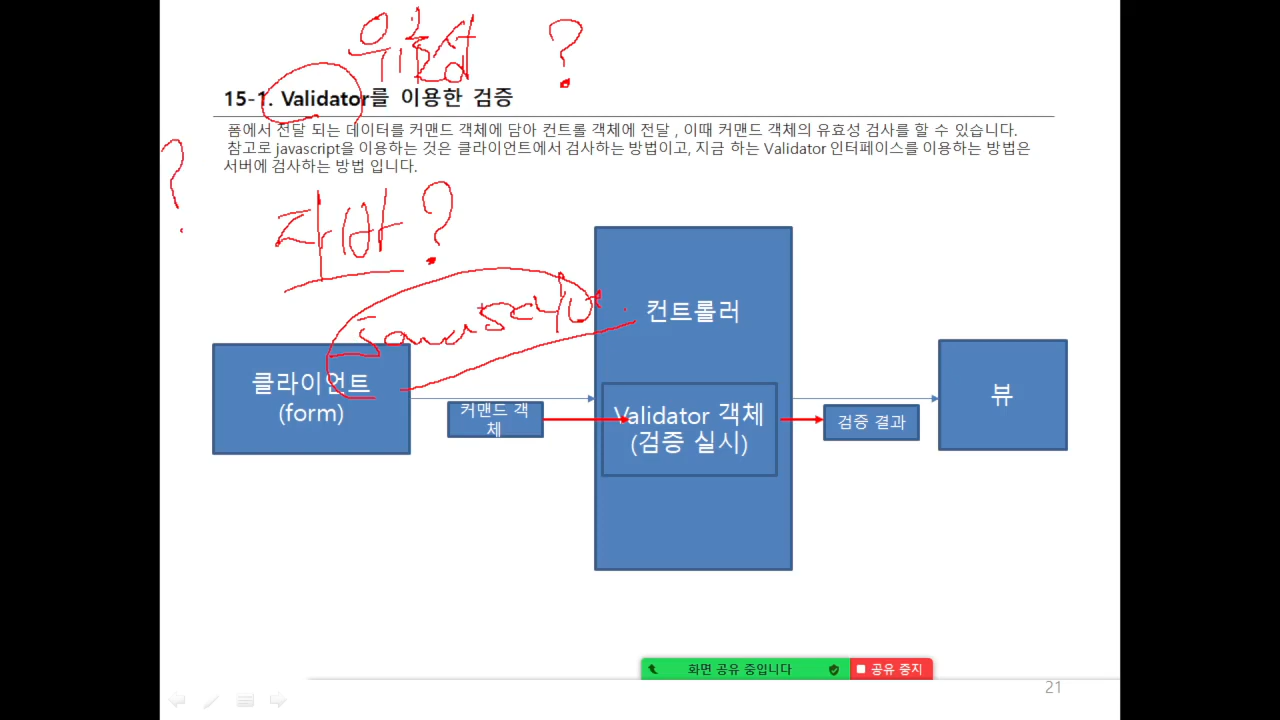 유효성 ?
15-1. Validator를 이용한 검증
폼에서 전달 되는 데이터를 커맨드 객체에 담아 컨트롤 객체에 전달 , 이때 커맨드 객체의 유효성 검사를 할 수 있습니다.
참고로 javascript을 이용하는 것은 클라이언트에서 검사하는 방법이고, 지금 하는 Validator 인터페이스를 이용하는 방법은
서버에 검사하는 방법 입니다.
?
자바 ?
컨트롤러
클라이언트
(form)
커맨드 객
체
Validator 객체
(검증 실시)
검증 결과
뷰
화면 공유 중입니다
공유 중지
21